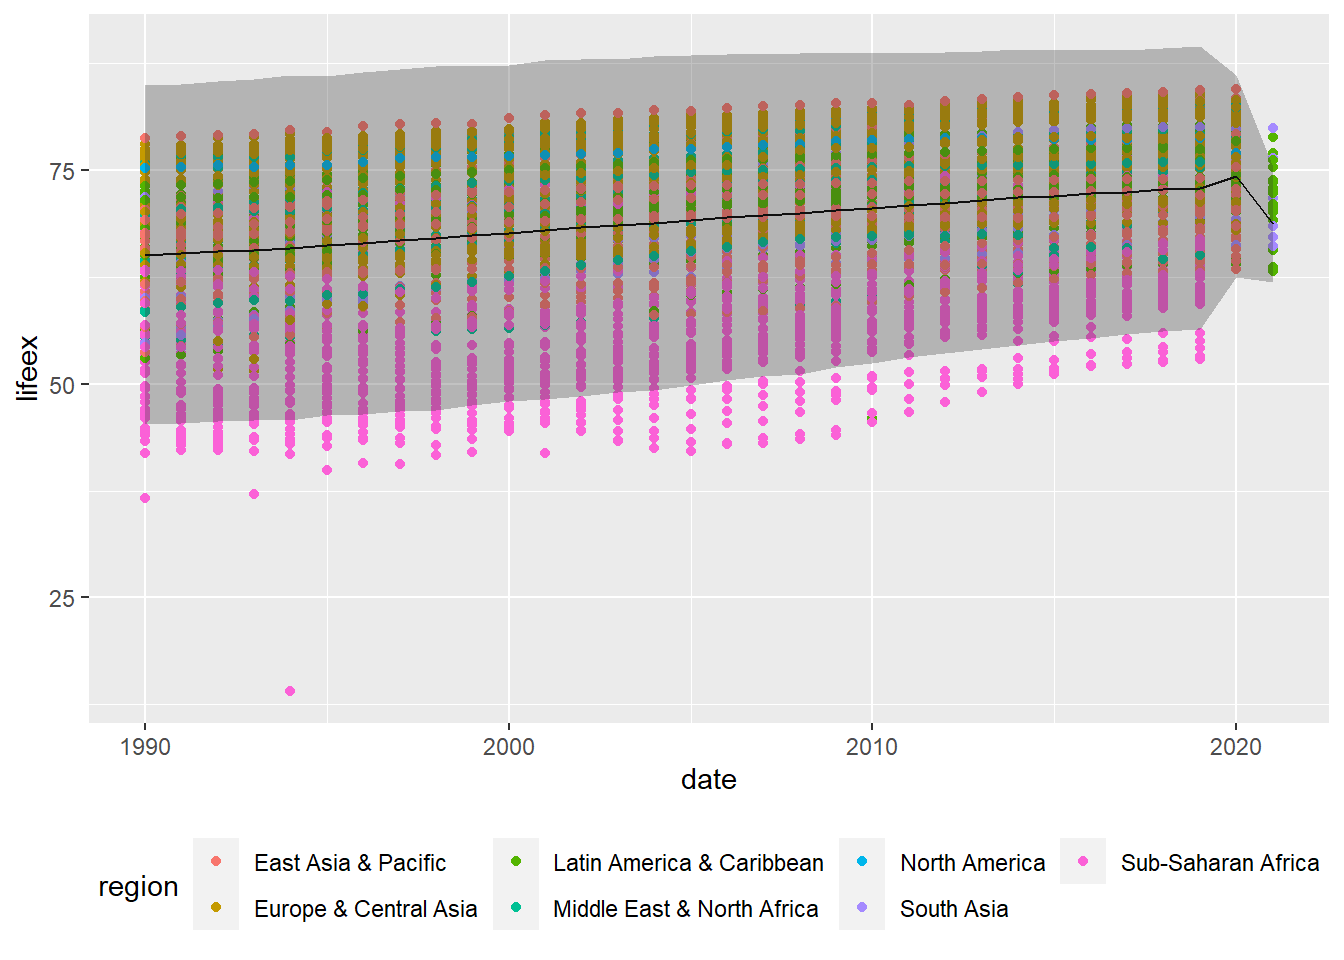 75
50
25
lifeex
1990 2000 2010 2020
date
region
East Asia & Pacific Latin America & Caribbean North America Sub-Saharan Africa
Europe & Central Asia Middle East & North Africa South Asia